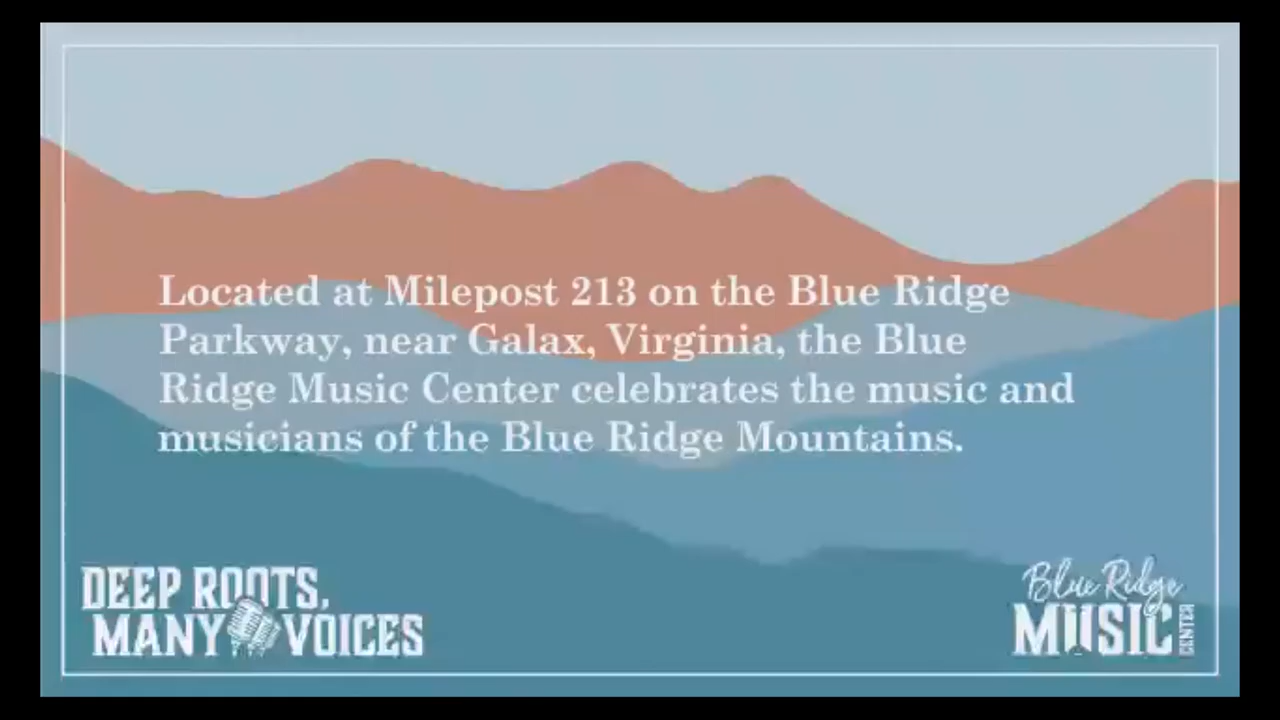 Located at Milepost 213 on the Blue Ridge
Parkway, near Galax, Virginia, the Blue
Ridge Music Center celebrates the music and
musicians of the Blue Ridge Mountains.
DEEP ROOTS,
MANY VOICES
Blue Ridge
MUSIC
CENTER